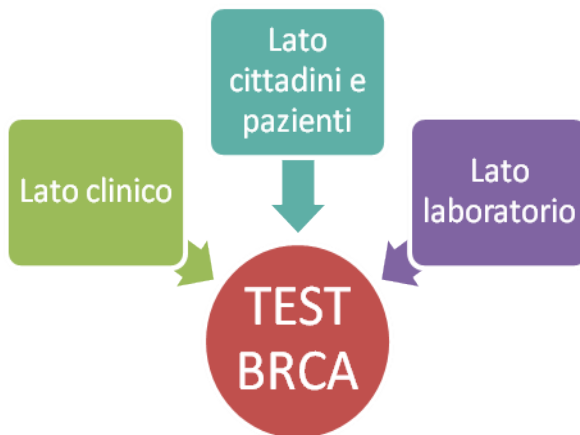 Lato
cittadini e
pazienti
Lato clinico
Lato
laboratorio
TEST
BRCA